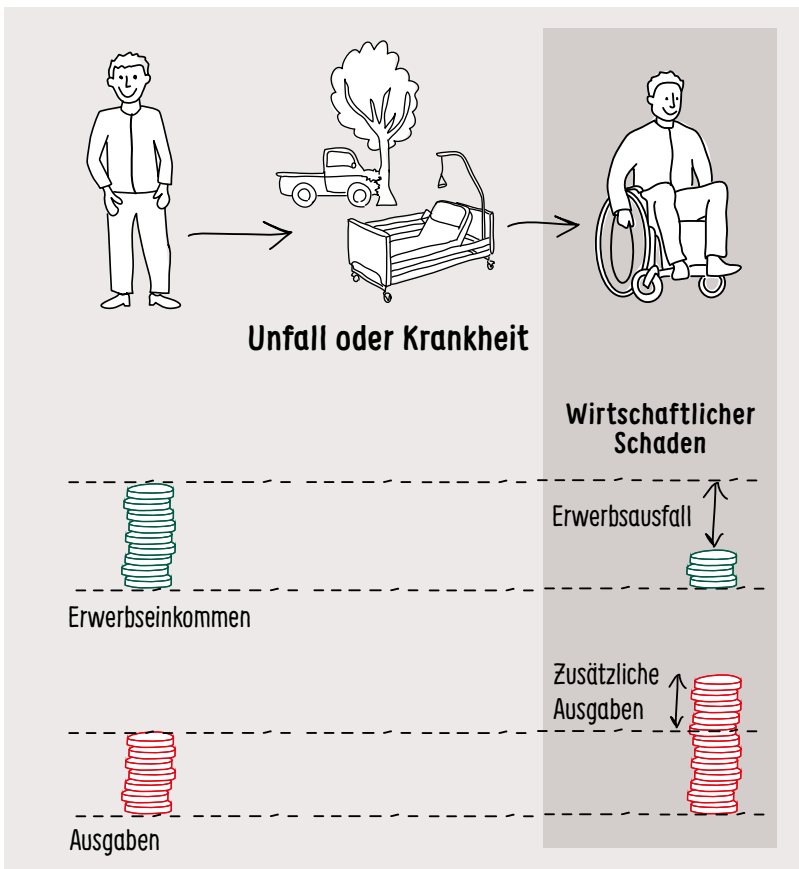 Unfall oder Krankheit
Wirtschaftlicher
Schaden
Erwerbsausfall
Erwerbseinkommen
Zusätzliche
Ausgaben
Ausgaben